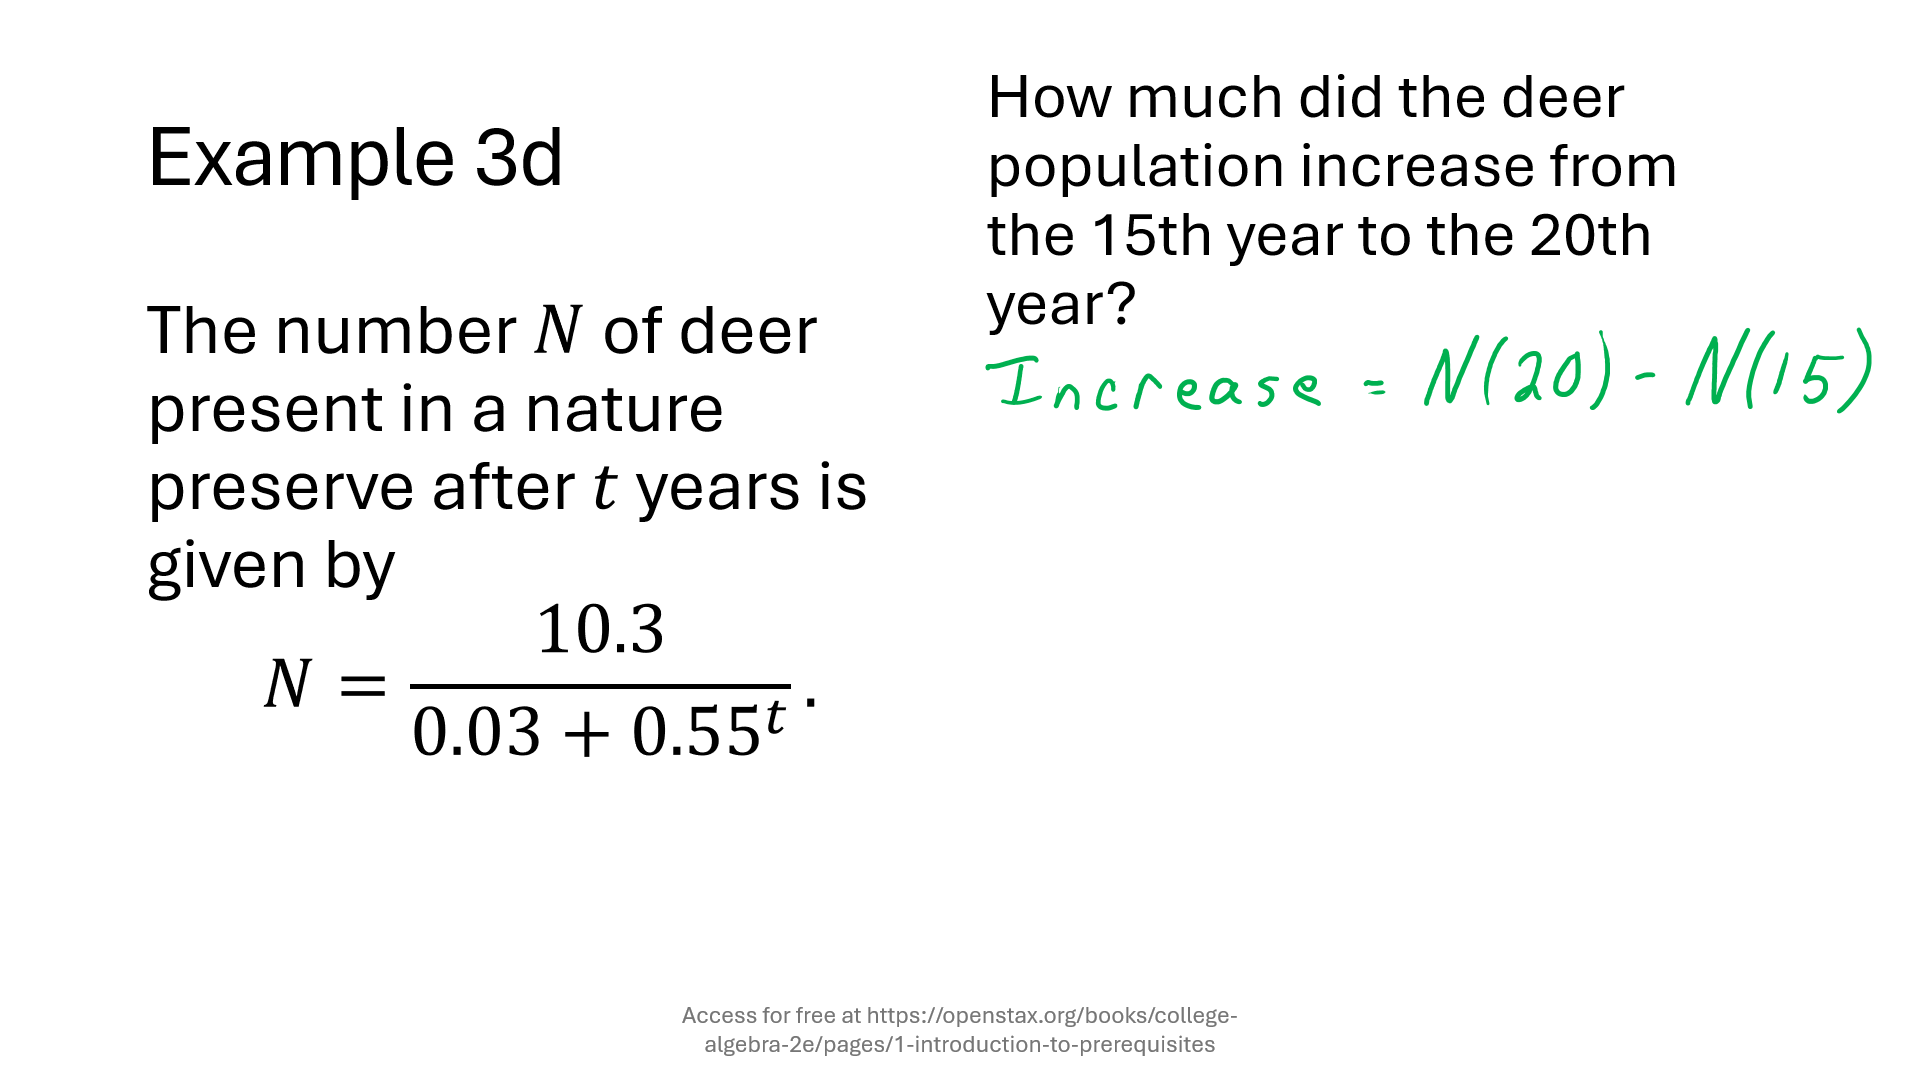 Example 3d
The number N of deer
present in a nature
preserve after t years is
given by
N = \frac{10.3}{0.03 + 0.55^t}.
How much did the deer
population increase from
the 15th year to the 20th
year?
Increase = N(20) - N(15)
Access for free at https://openstax.org/books/college-
algebra-2e/pages/1-introduction-to-prerequisites